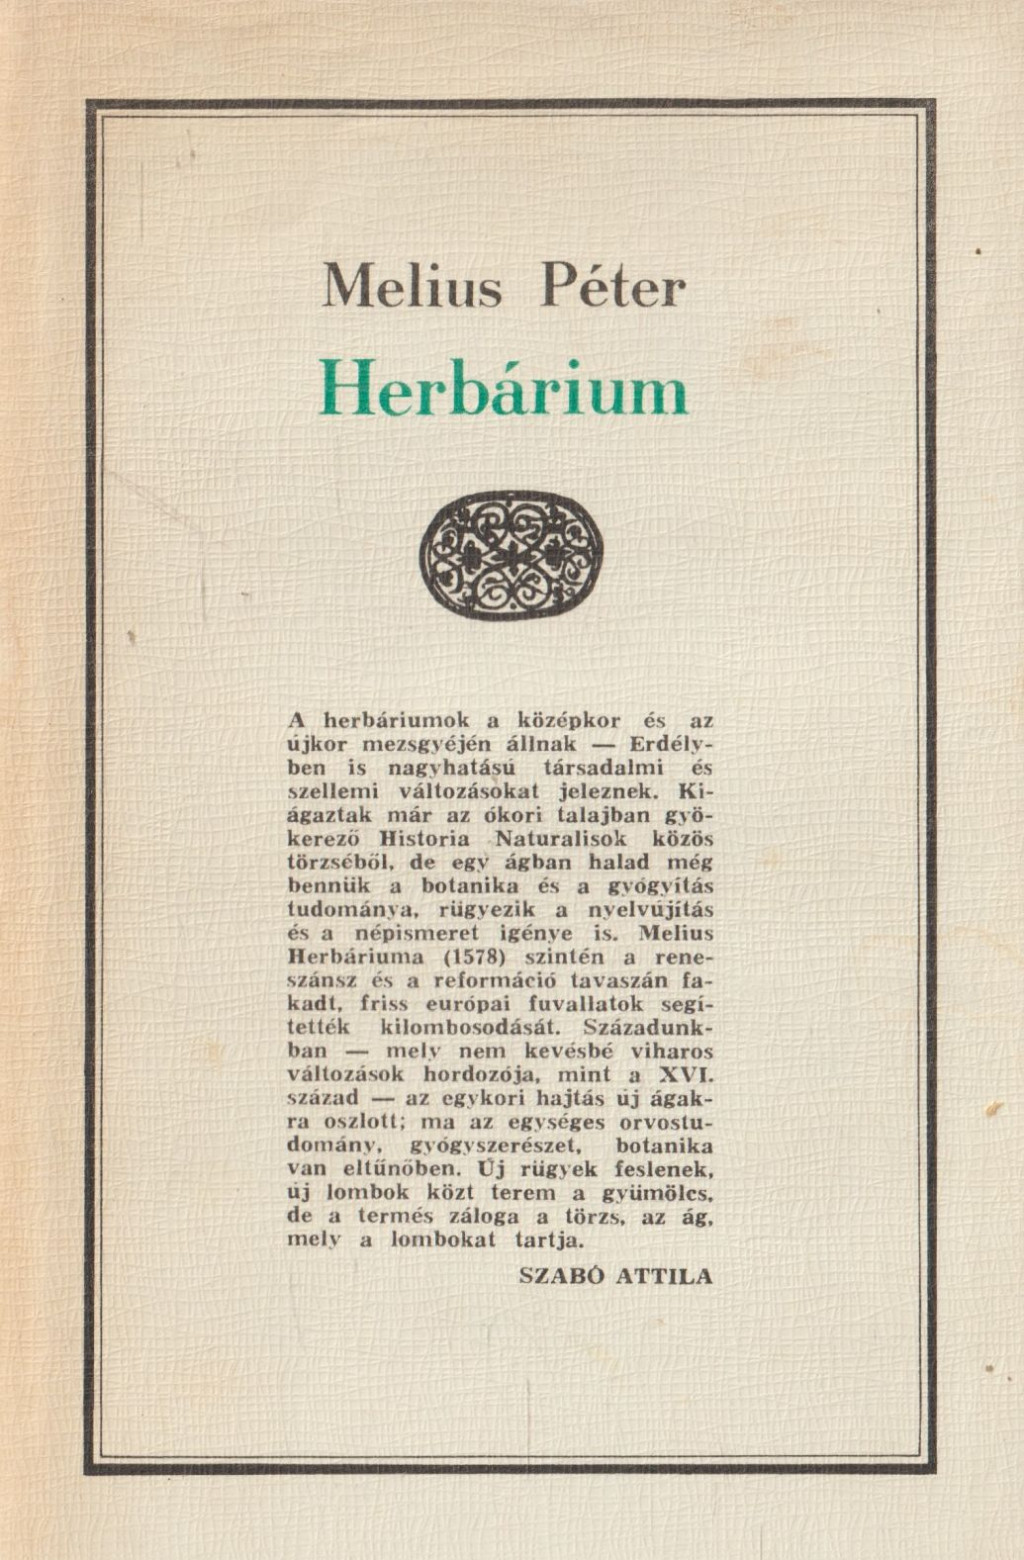 Melius Péter
Herbárium
A herbáriumok a középkor és az
újkor mezsgyéjén állnak — Erdély-
ben is nagyhatású társadalmi és
szellemi változásokat jeleznek. Ki-
ágaztak már az ókori talajban gyö-
kerező Historia Naturalisok közös
törzséből, de egy ágban halad még
bennük a botanika és a gyógyítás
tudománya, rügyezik a nyelvújítás
és a népismeret igénye is. Melius
Herbáriuma (1578) szintén a rene-
szánsz és a reformáció tavaszán fa-
kadt, friss európai fuvallatok segí-
tették kilombosodását. Századunk-
ban — mely nem kevésbé viharos
változások hordozója, mint a XVI.
század — az egykori hajtás új ágak-
ra oszlott; ma az egységes orvostu-
domány, gyógyszerészet, botanika
van eltűnőben. Új rügyek feslenek,
új lombok közt terem a gyümölcs,
de a termés záloga a törzs, az ág,
mely a lombokat tartja.
SZABÓ ATTILA